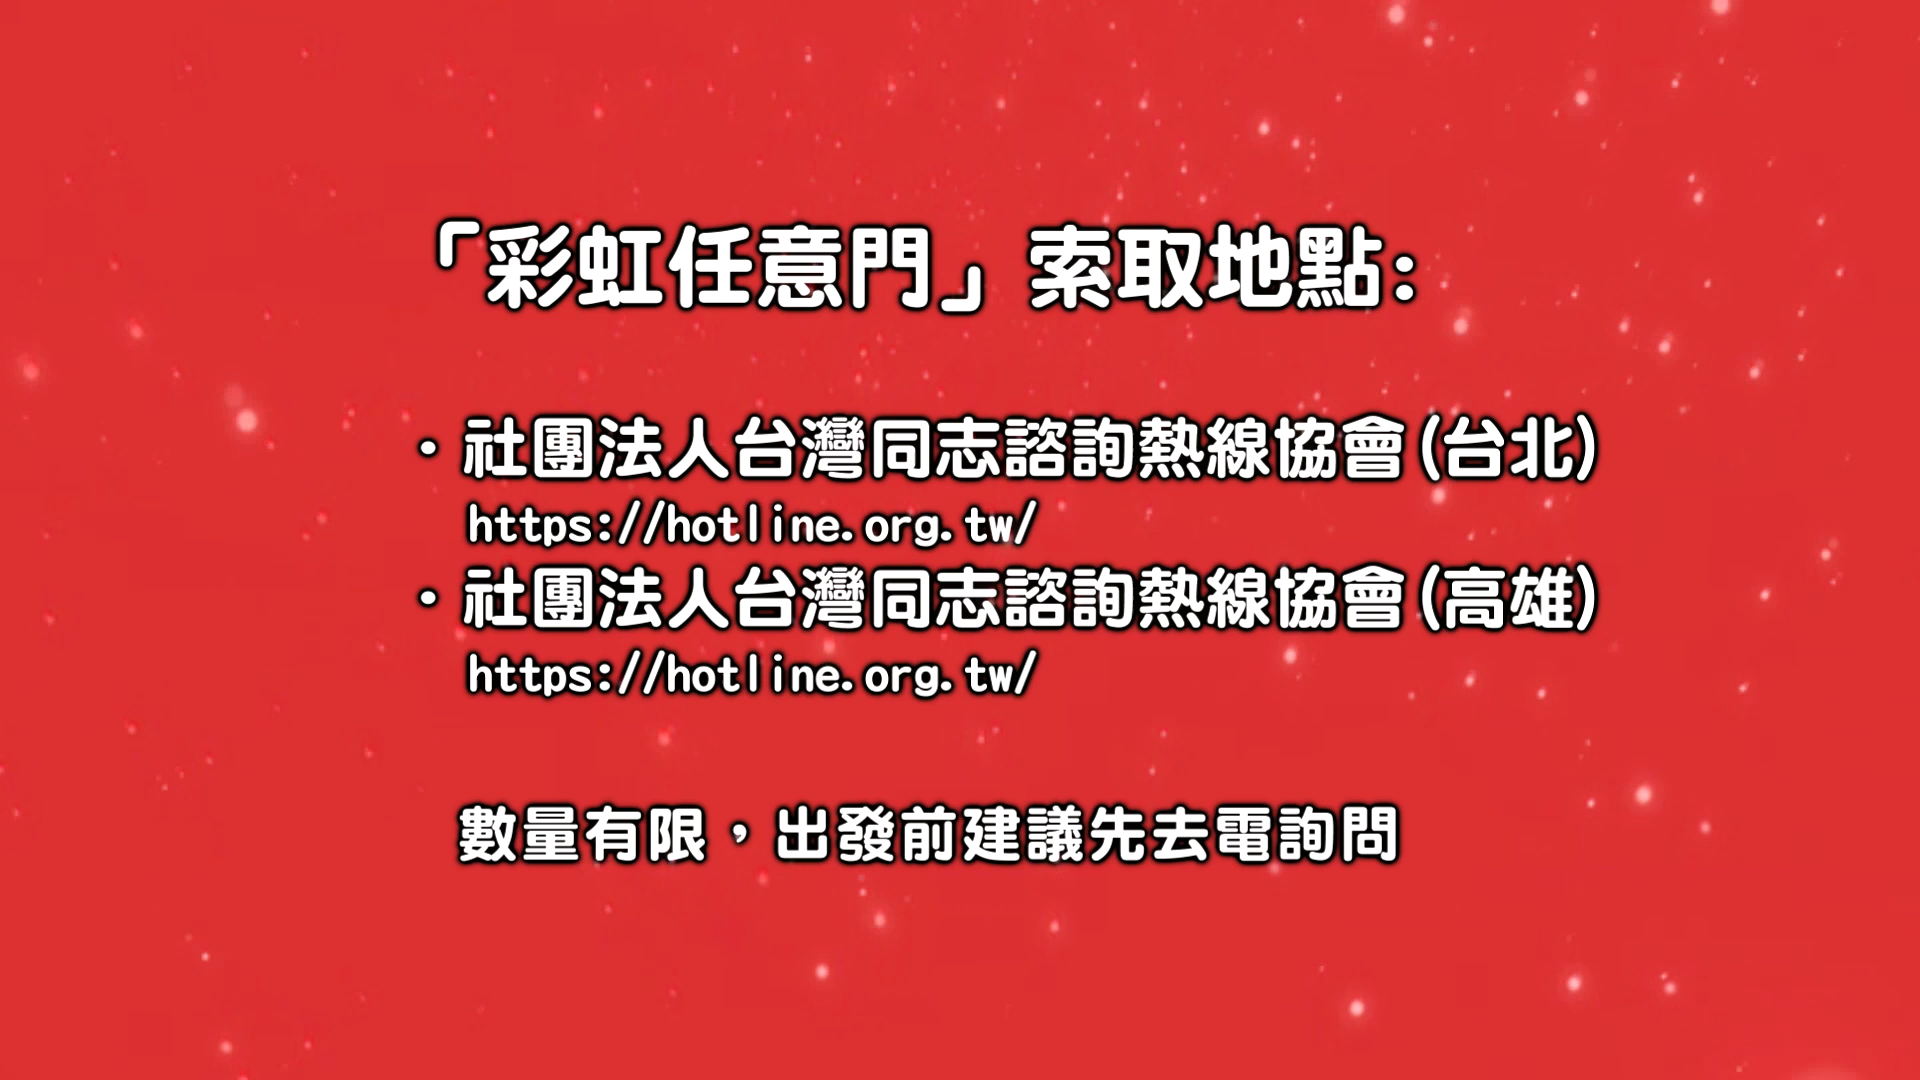 「彩虹任意門」索取地點:
・社團法人台灣同志諮詢熱線協會(台北)
https://hotline.org.tw/
・社團法人台灣同志諮詢熱線協會(高雄)
https://hotline.org.tw/
數量有限，出發前建議先去電詢問